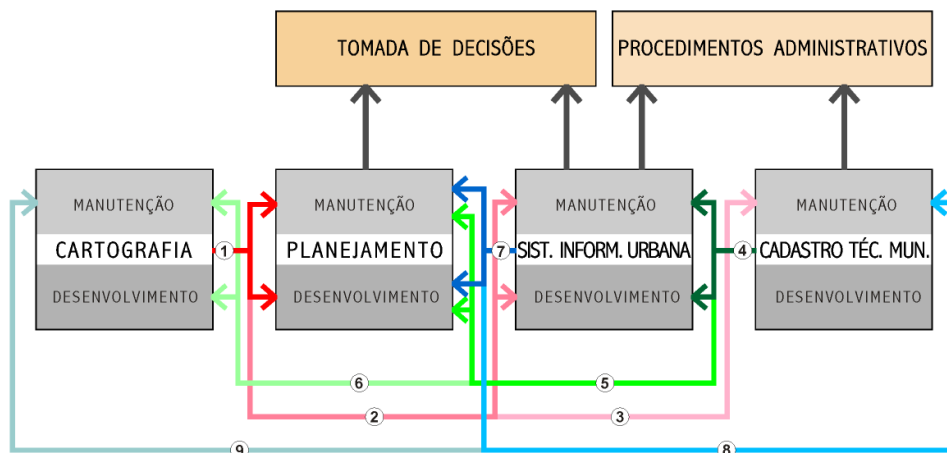 TOMADA DE DECISÕES
PROCEDIMENTOS ADMINISTRATIVOS
MANUTENÇÃO
MANUTENÇÃO
MANUTENÇÃO
MANUTENÇÃO
CARTOGRAFIA
1
PLANEJAMENTO
7
SIST. INFORM. URBANA
4
CADASTRO TÉC. MUN.
DESENVOLVIMENTO
DESENVOLVIMENTO
DESENVOLVIMENTO
DESENVOLVIMENTO
6
5
2
3
9
8